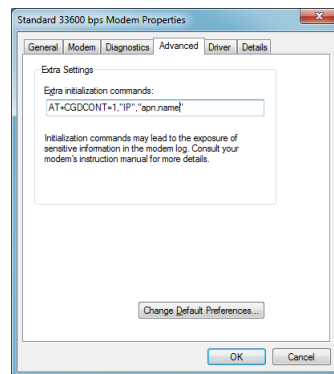 Standard 33600 bps Modem Properties
General Modem Diagnostics Advanced Driver Details
Extra Settings
Extra initialization commands:
AT+CGDCONT=1,"IP","apn.name"
Initialization commands may lead to the exposure of
sensitive information in the modem log. Consult your
modem's instruction manual for more details.
Change Default Preferences...
OK Cancel